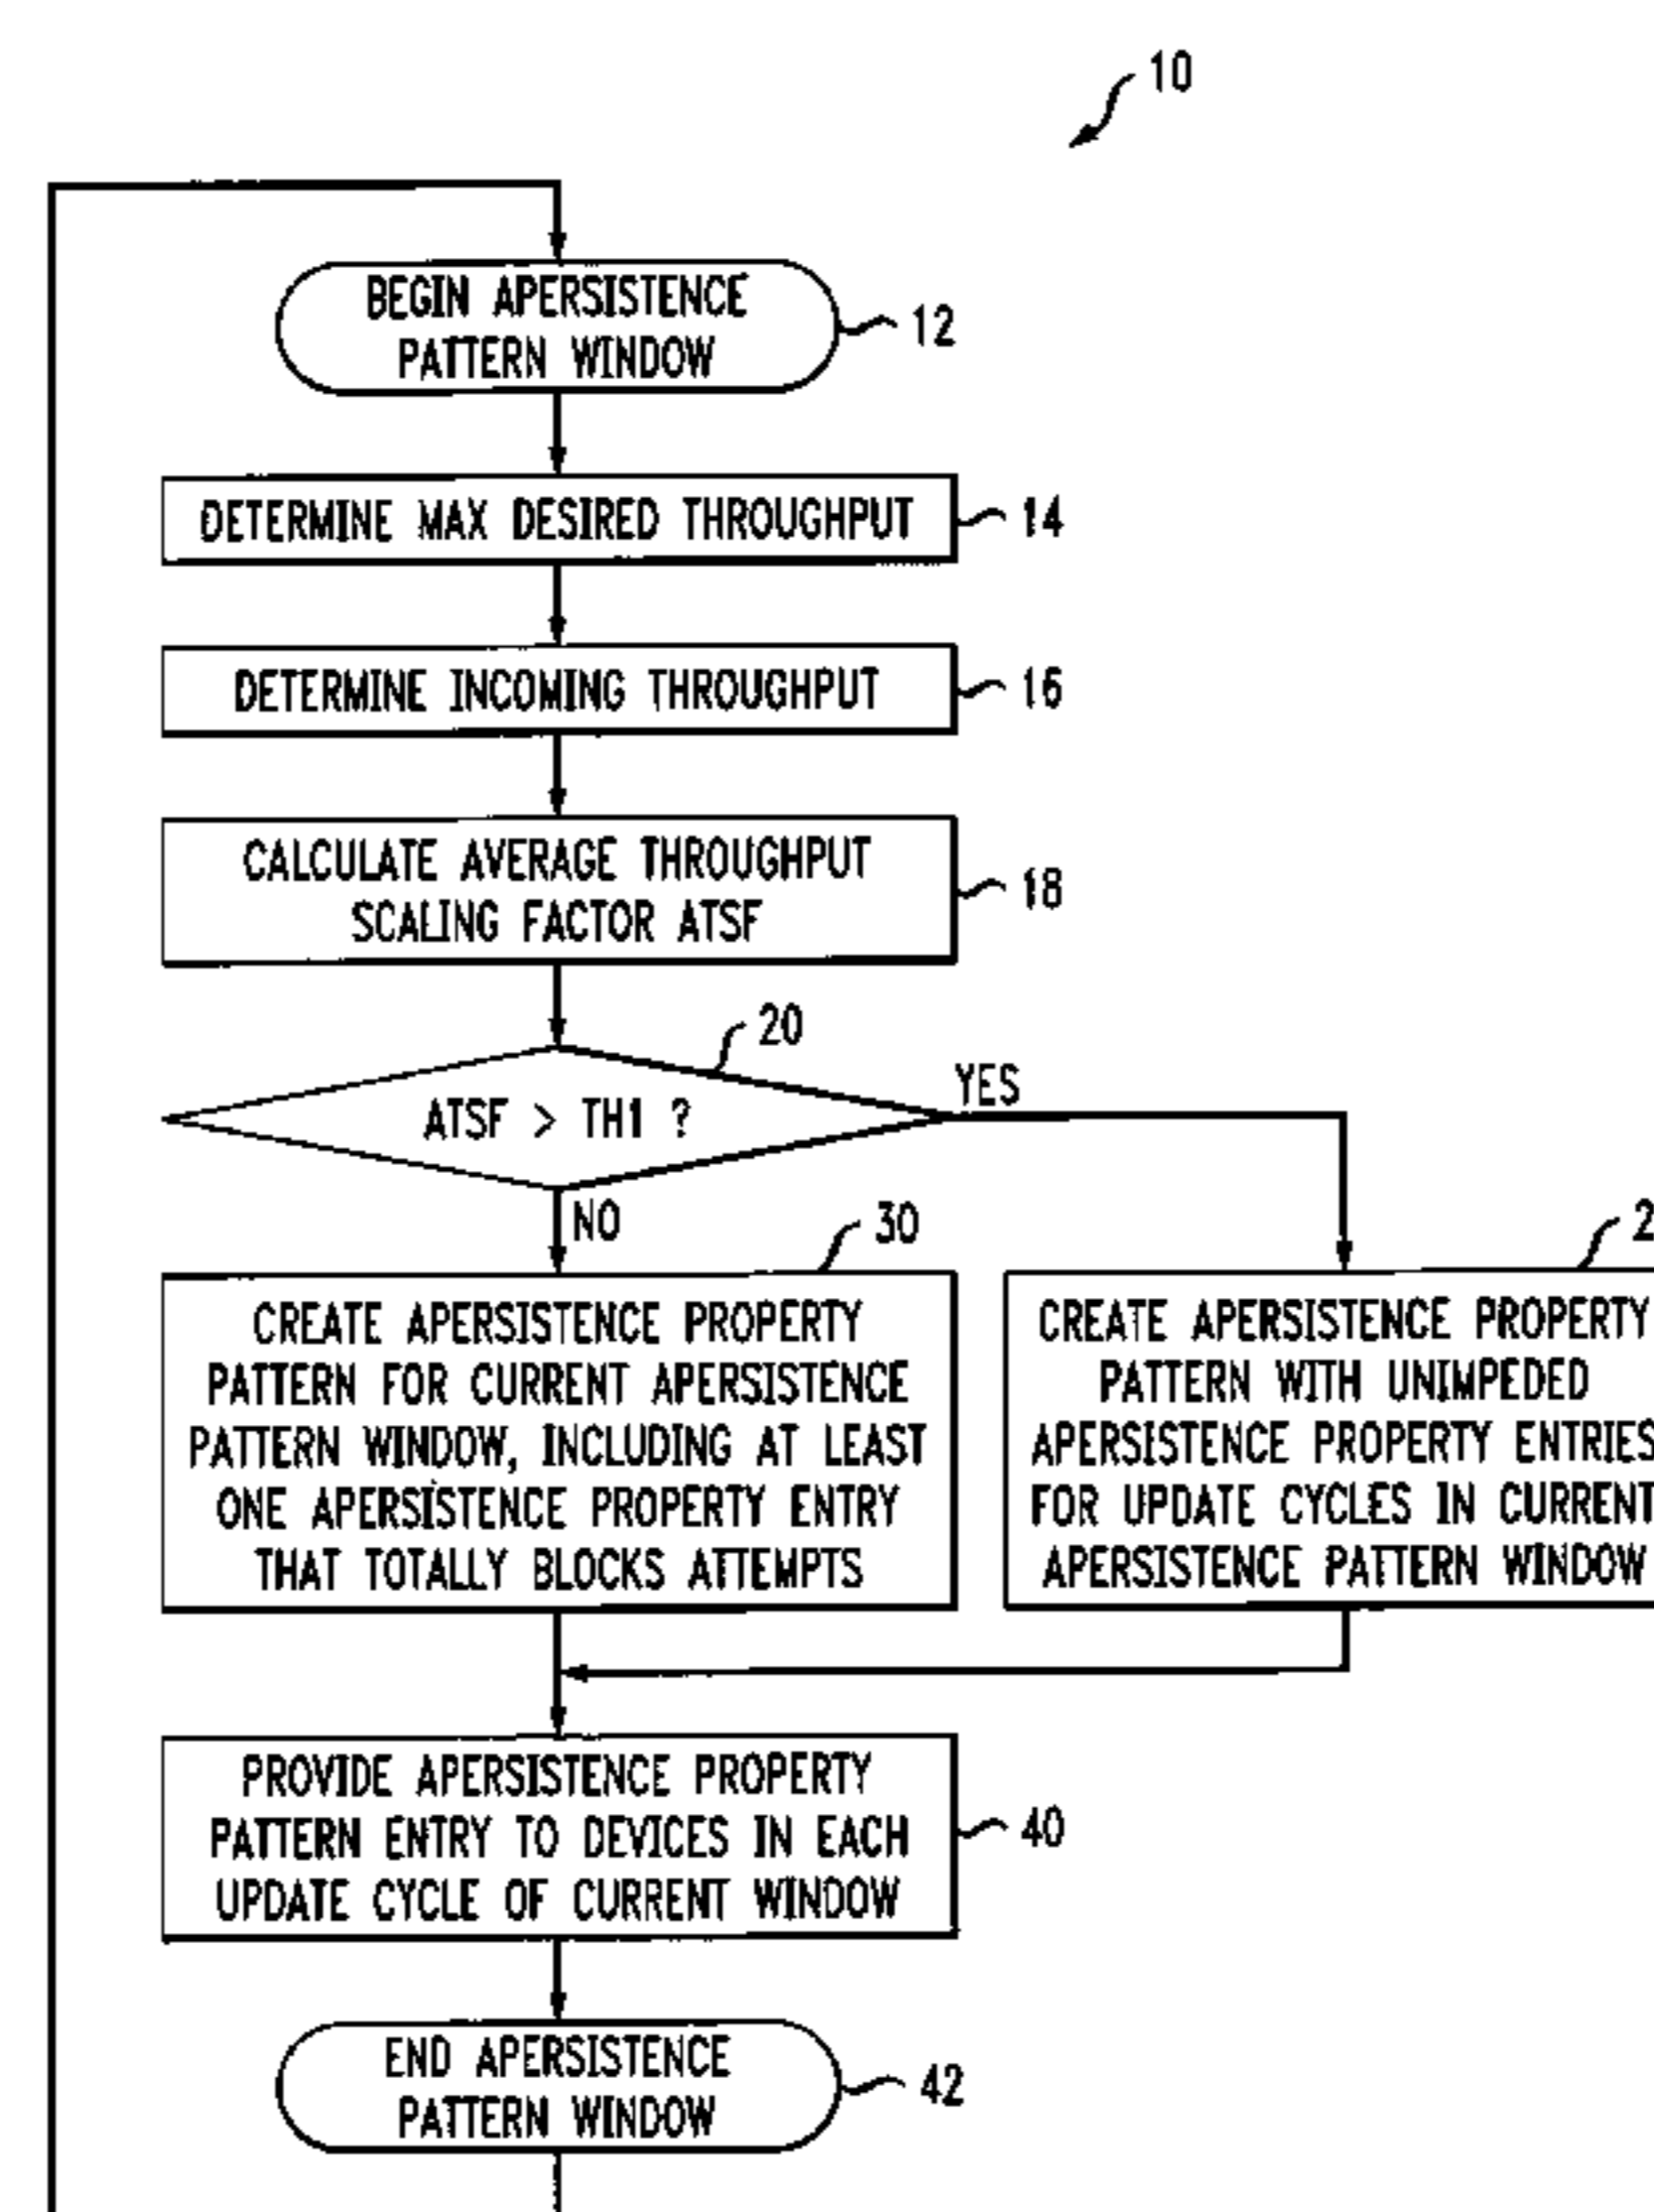 10
BEGIN APERSISTENCE
PATTERN WINDOW
12
DETERMINE MAX DESIRED THROUGHPUT
14
DETERMINE INCOMING THROUGHPUT
16
CALCULATE AVERAGE THROUGHPUT
SCALING FACTOR ATSF
18
20
ATSF > TH1 ?
YES
NO
30
CREATE APERSISTENCE PROPERTY
PATTERN FOR CURRENT APERSISTENCE
PATTERN WINDOW, INCLUDING AT LEAST
ONE APERSISTENCE PROPERTY ENTRY
THAT TOTALLY BLOCKS ATTEMPTS
CREATE APERSISTENCE PROPERTY
PATTERN WITH UNIMPEDED
APERSISTENCE PROPERTY ENTRIES
FOR UPDATE CYCLES IN CURRENT
APERSISTENCE PATTERN WINDOW
PROVIDE APERSISTENCE PROPERTY
PATTERN ENTRY TO DEVICES IN EACH
UPDATE CYCLE OF CURRENT WINDOW
40
END APERSISTENCE
PATTERN WINDOW
42